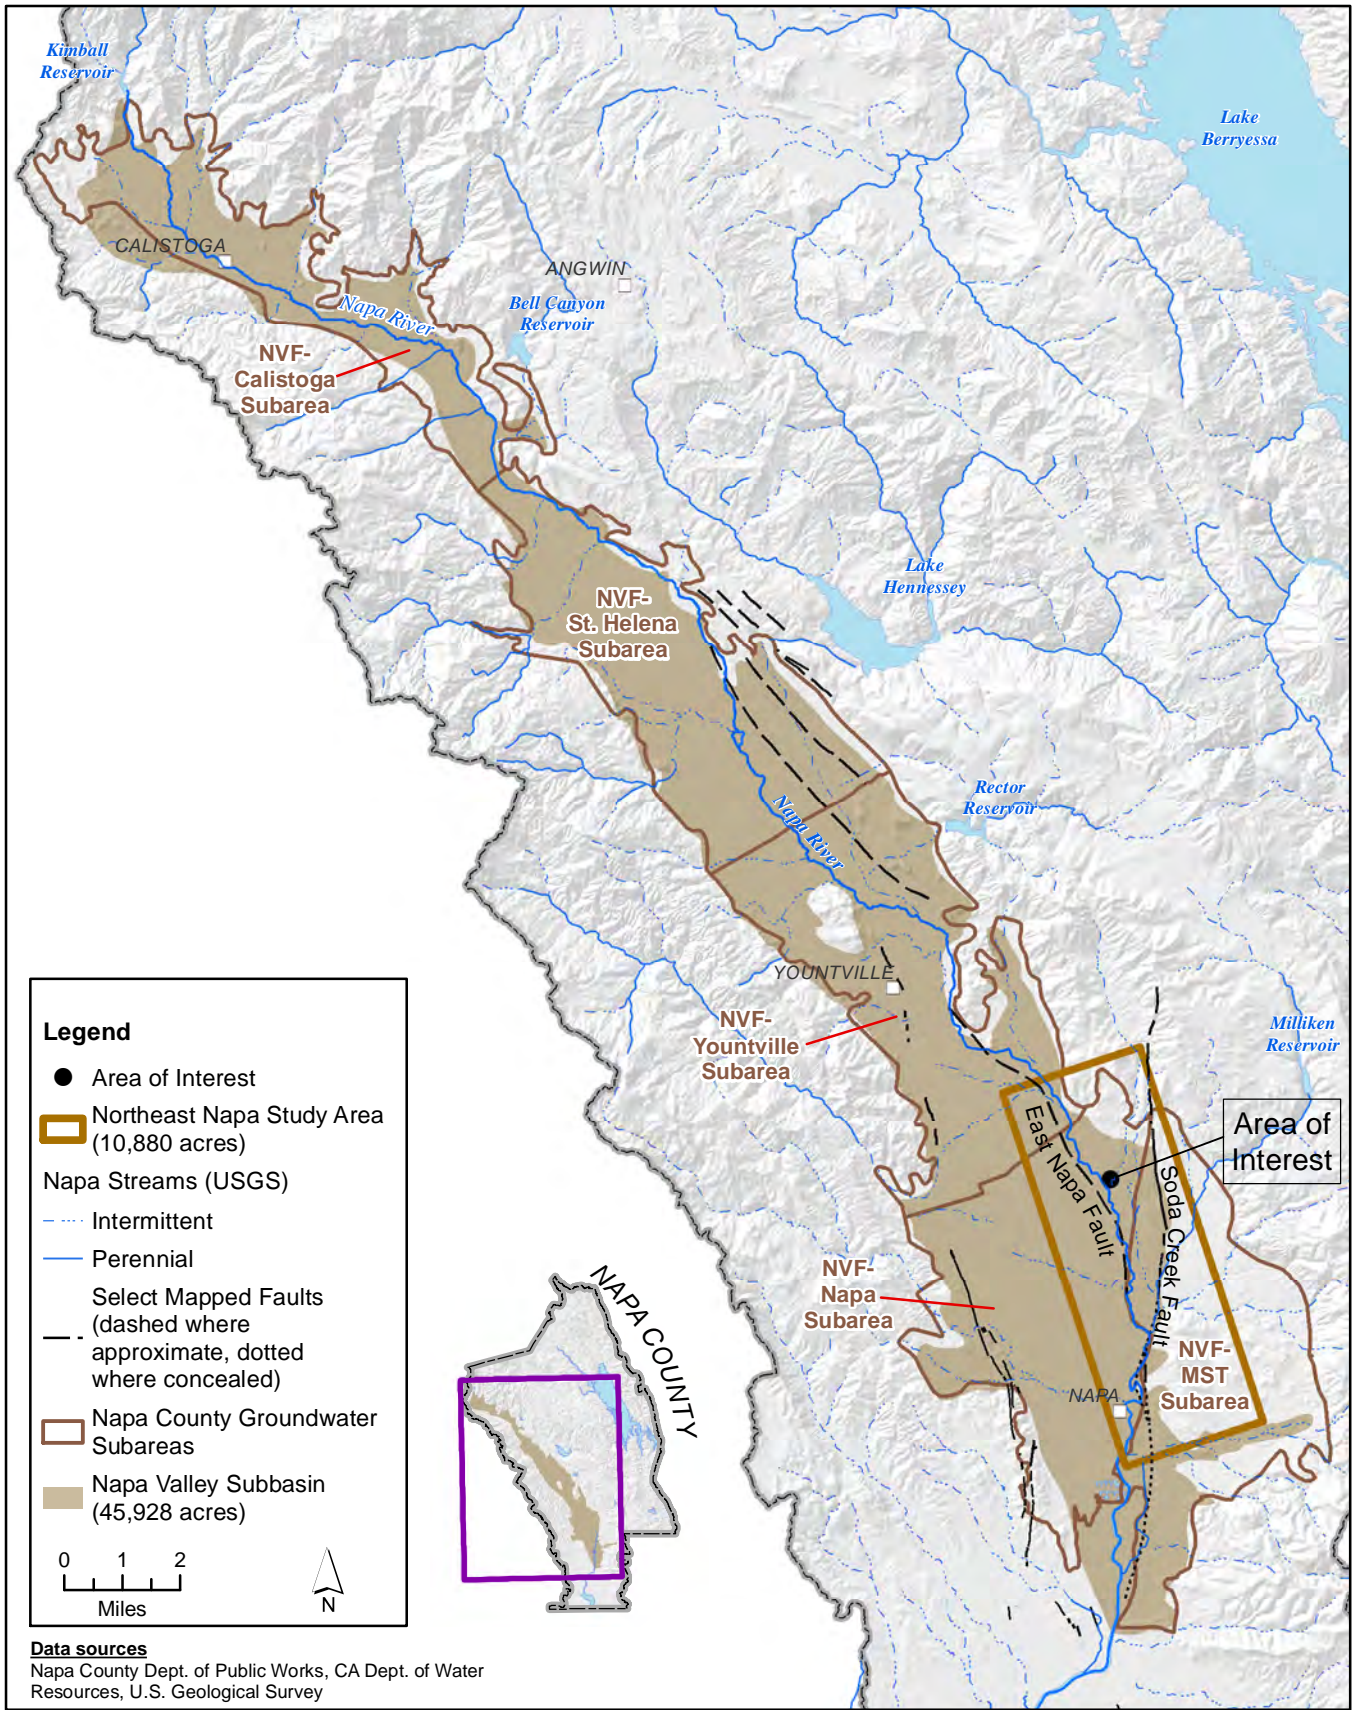 Kimball
Reservoir
Lake
Berryessa
CALISTOGA
ANGWIN
Napa River
Bell Canyon
Reservoir
NVF-
Calistoga
Subarea
Lake
Hennessey
NVF-
St. Helena
Subarea
Rector
Reservoir
Napa River
YOUNTVILLE
NVF-
Yountville
Subarea
Milliken
Reservoir
Area of
Interest
East Napa Fault
Soda Creek Fault
NVF-
Napa
Subarea
NVF-
MST
Subarea
NAPA
Legend
Area of Interest
Northeast Napa Study Area
(10,880 acres)
Napa Streams (USGS)
Intermittent
Perennial
Select Mapped Faults
(dashed where
approximate, dotted
where concealed)
Napa County Groundwater
Subareas
Napa Valley Subbasin
(45,928 acres)
0 1 2
Miles
N
NAPA COUNTY
Data sources
Napa County Dept. of Public Works, CA Dept. of Water
Resources, U.S. Geological Survey